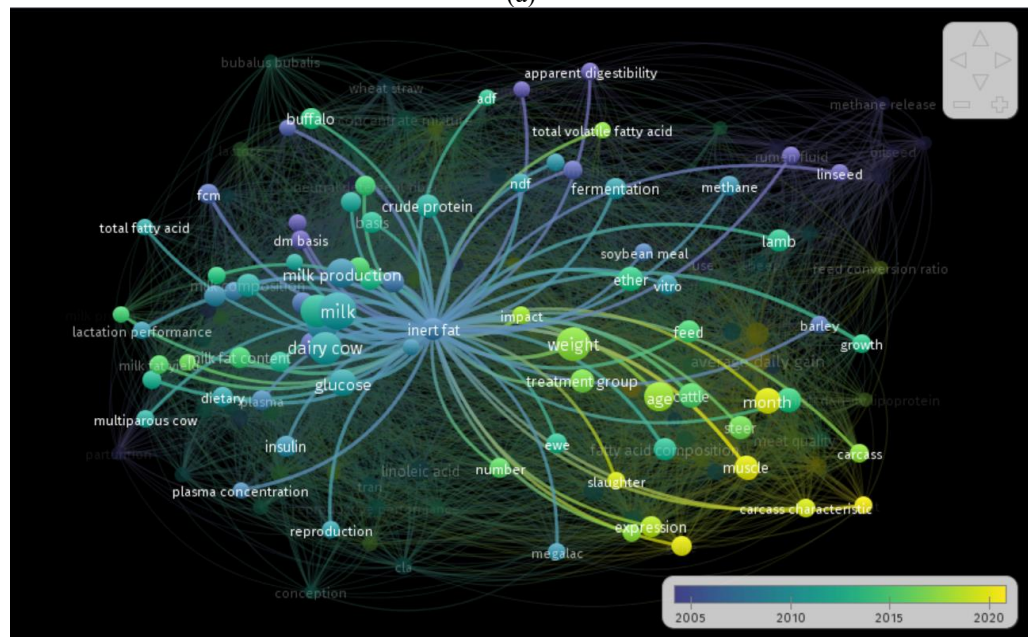 (a)
bubalus bubalis
apparent digestibility
wheat straw
adf
methane release
buffalo
concentrate mixture
total volatile fatty acid
rumen fluid
oilseed
linseed
ndf
fermentation
methane
fcm
crude protein
basis
total fatty acid
dm basis
lamb
soybean meal
use
feed conversion ratio
milk production
ether
vitro
milk composition
milk
impact
inert fat
barley
lactation performance
feed
growth
dairy cow
weight
milk fat yield
milk fat content
average daily gain
glucose
treatment group
dietary
plasma
age
cattle
month
multiparous cow
steer
insulin
ewe
fatty acid composition
meat quality
parturition
carcass
linoleic acid
number
muscle
plasma concentration
slaughter
carcass characteristic
reproduction
expression
megalac
cla
conception
2005
2010
2015
2020